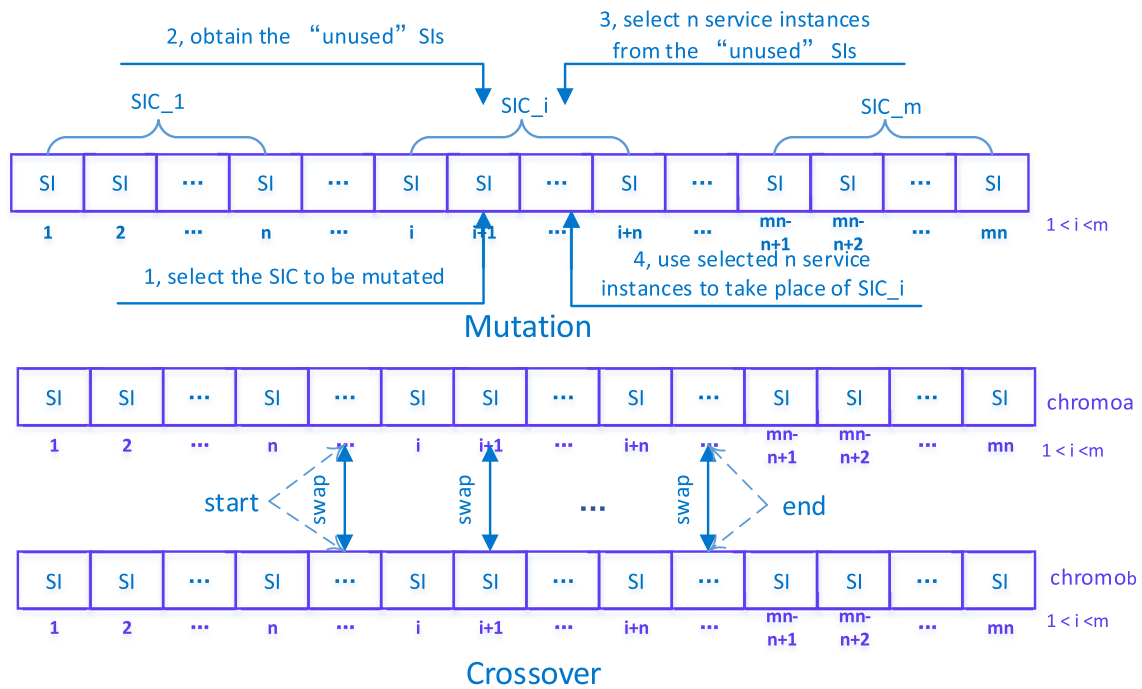 2, obtain the “unused” SIs
3, select n service instances
from the “unused” SIs
SIC_1
SIC_i
SIC_m
SI SI ... SI ... SI SI ... SI ... SI SI ... SI
1 2 ... n ... i i+1 ... i+n ... mn-n+1 mn-n+2 ... mn
1 < i <m
1, select the SIC to be mutated
4, use selected n service
instances to take place of SIC_i
Mutation
SI SI ... SI ... SI SI ... SI ... SI SI ... SI
chromoa
1 2 ... n ... i i+1 ... i+n ... mn-n+1 mn-n+2 ... mn
1 < i <m
start
swap
swap
...
swap
end
SI SI ... SI ... SI SI ... SI ... SI SI ... SI
chromob
1 2 ... n ... i i+1 ... i+n ... mn-n+1 mn-n+2 ... mn
1 < i <m
Crossover